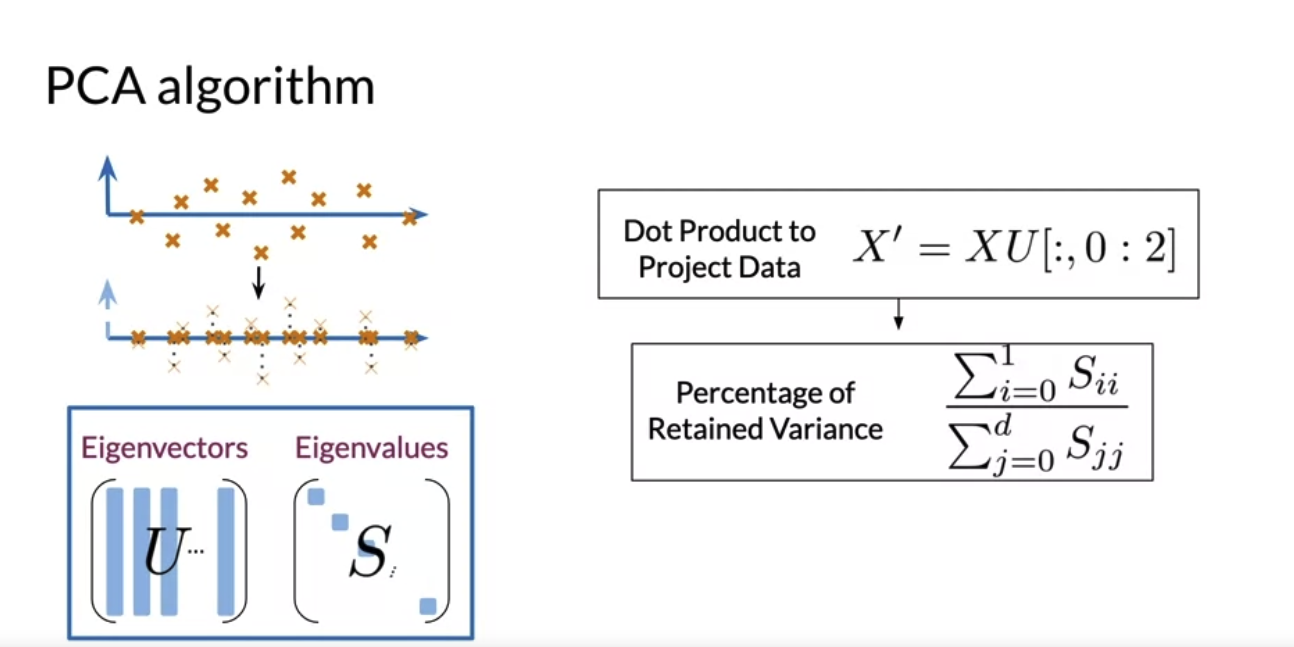 PCA algorithm
Dot Product to
Project Data
X′ = XU[:, 0 : 2]
Percentage of
Retained Variance
\frac{\sum_{i=0}^{1} S_{ii}}{\sum_{j=0}^{d} S_{jj}}
Eigenvectors Eigenvalues
U ... S ⋮